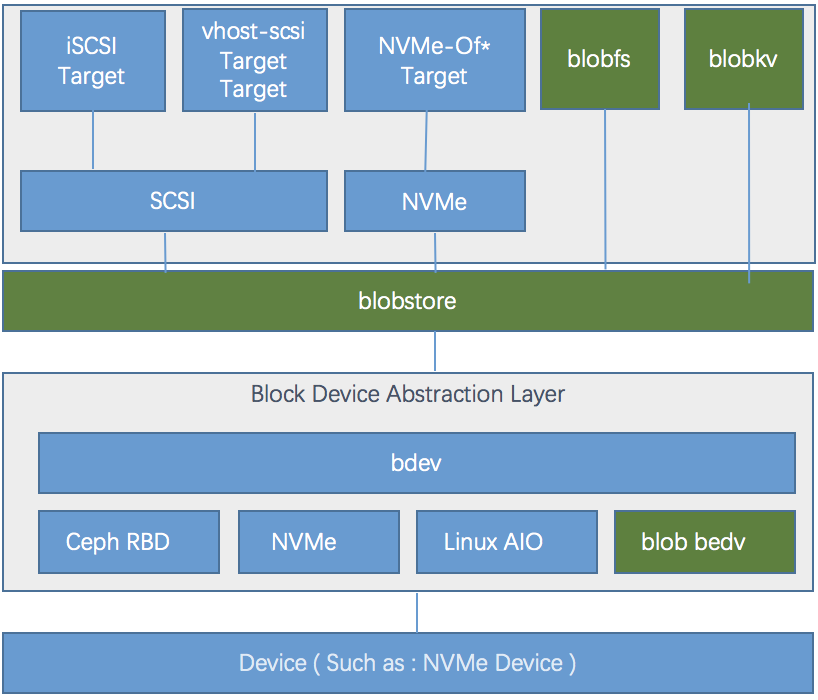 iSCSI
Target
vhost-scsi
Target
Target
NVMe-Of*
Target
blobfs
blobkv
SCSI
NVMe
blobstore
Block Device Abstraction Layer
bdev
Ceph RBD
NVMe
Linux AIO
blob bedv
Device ( Such as : NVMe Device )